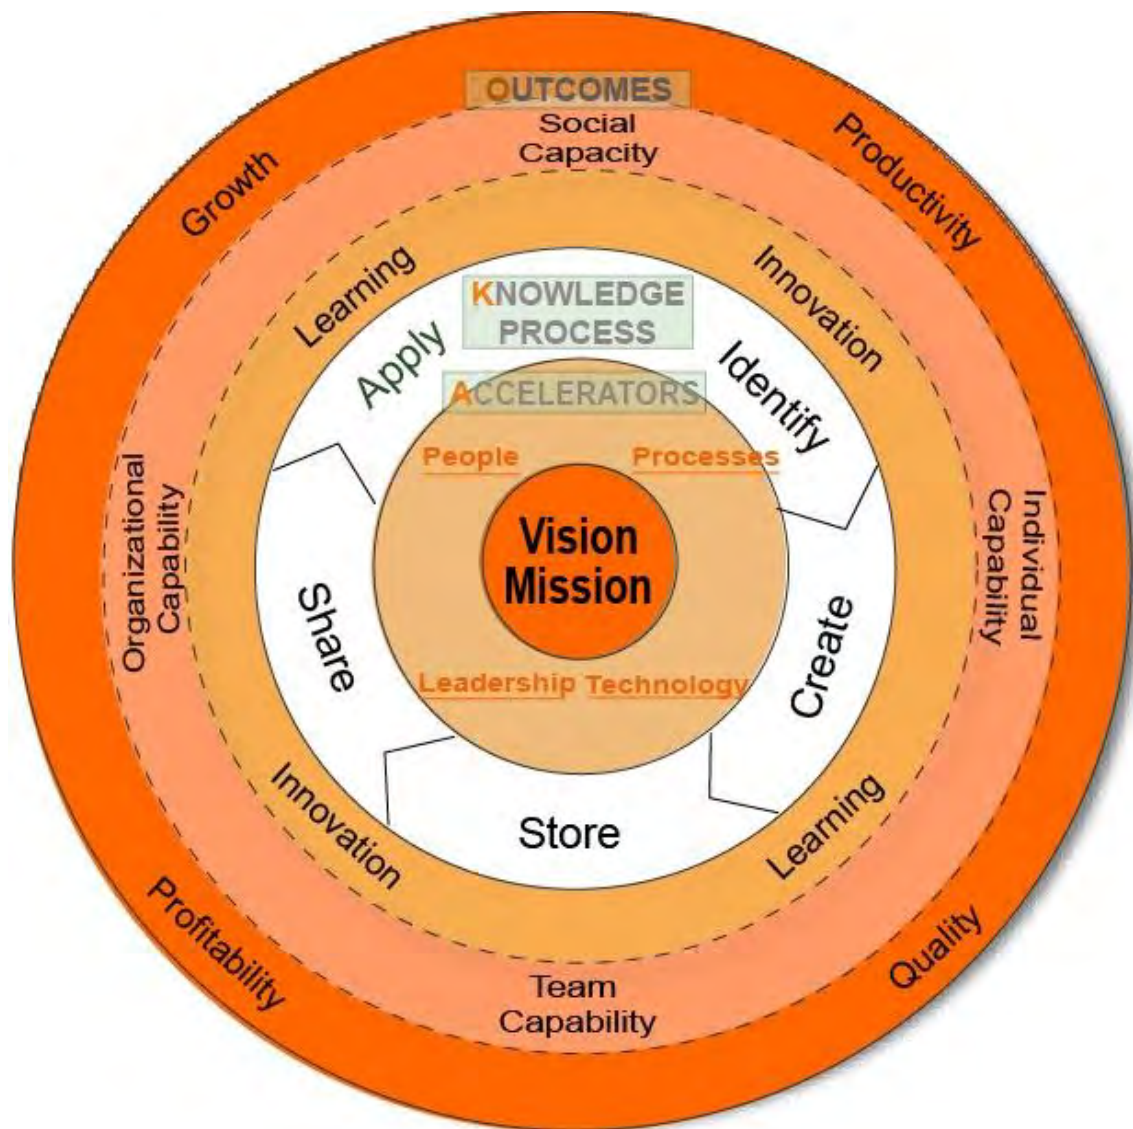 OUTCOMES
Social
Capacity
Growth
Productivity
Learning
Innovation
KNOWLEDGE
PROCESS
Apply
Identify
ACCELERATORS
People
Processes
Organizational
Capability
Individual
Capability
Vision
Mission
Share
Create
Leadership
Technology
Store
Innovation
Learning
Profitability
Quality
Team
Capability